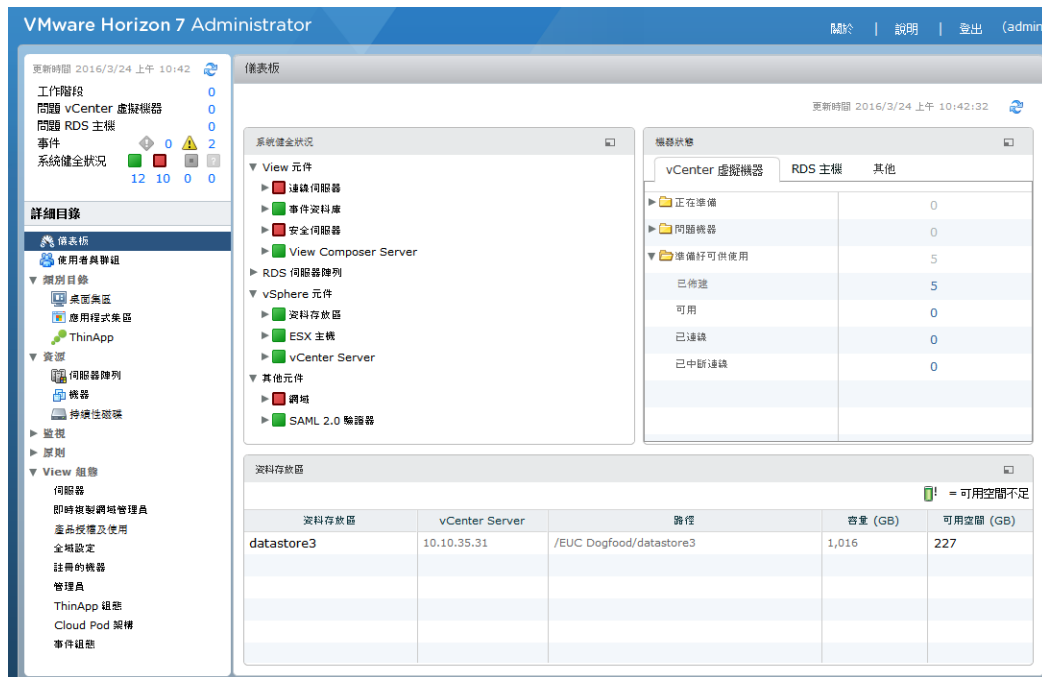 VMware Horizon 7 Administrator
關於 | 說明 | 登出 (admin
更新時間 2016/3/24 上午 10:42
工作階段 0
問題 vCenter 虛擬機器 0
問題 RDS 主機 0
事件 0 2
系統健全狀況
12 10 0 0
詳細目錄
儀表板
使用者與群組
類別目錄
桌面集區
應用程式集區
ThinApp
資源
伺服器陣列
機器
持續性磁碟
監視
原則
View 組態
伺服器
即時複製網域管理員
產品授權及使用
全域設定
註冊的機器
管理員
ThinApp 組態
Cloud Pod 架構
事件組態
儀表板
更新時間 2016/3/24 上午 10:42:32
系統健全狀況
View 元件
連線伺服器
事件資料庫
安全伺服器
View Composer Server
RDS 伺服器陣列
vSphere 元件
資料存放區
ESX 主機
vCenter Server
其他元件
網域
SAML 2.0 驗證器
機器狀態
vCenter 虛擬機器 RDS 主機 其他
正在準備 0
問題機器 0
準備好可供使用 5
已佈建 5
可用 0
已連線 0
已中斷連線 0
資料存放區
! = 可用空間不足
資料存放區 vCenter Server 路徑 容量 (GB) 可用空間 (GB)
datastore3 10.10.35.31 /EUC Dogfood/datastore3 1,016 227